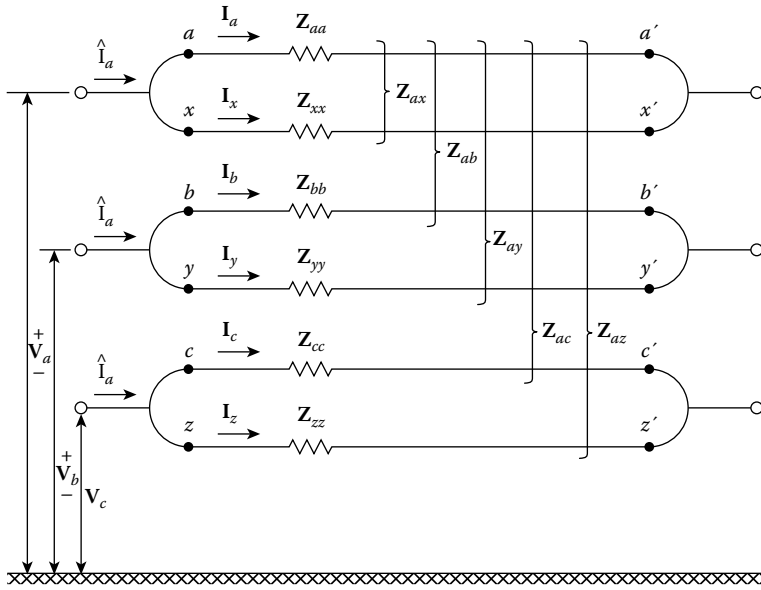 Î_a a I_a Z_aa a′
x I_x Z_xx Z_ax x′
Î_a b I_b Z_bb Z_ab b′
y I_y Z_yy Z_ay y′
Î_a c I_c Z_cc Z_ac Z_az c′
z I_z Z_zz z′
+
V_a
−
+
V_b
−
V_c